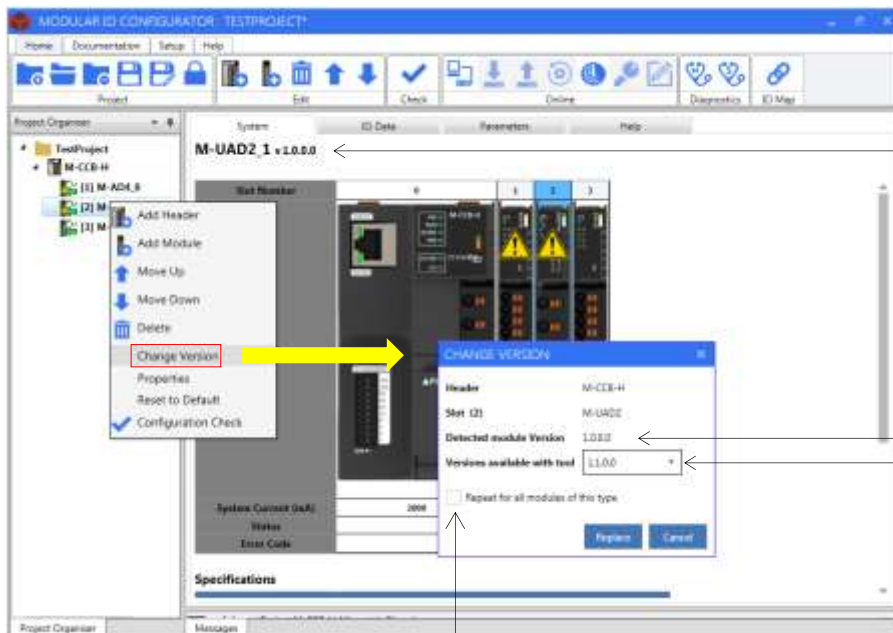 MODULAR IO CONFIGURATOR - TESTPROJECT*
Home Documentation Setup Help
Project Edit Check Online Diagnostics IO Map
Project Organiser
System IO Data Parameters Help
TestProject
M-UAD2_1 v 1.0.0.0
M-CCB-H
[1] M-AD4_0
Slot Number 0 1 2 3
[2] M-
[3] M-
M-CCB-H
Add Header
Add Module
Move Up
Move Down
Delete
Change Version
Properties
Reset to Default
Configuration Check
CHANGE VERSION
Header M-CCB-H
Slot (2) M-UAD2
Detected module Version 1.0.0.0
Versions available with tool 1.1.0.0
Repeat for all modules of this type
Replace Cancel
System Current (mA) 2000
Status
Error Code
Specifications
Project Organiser Messages